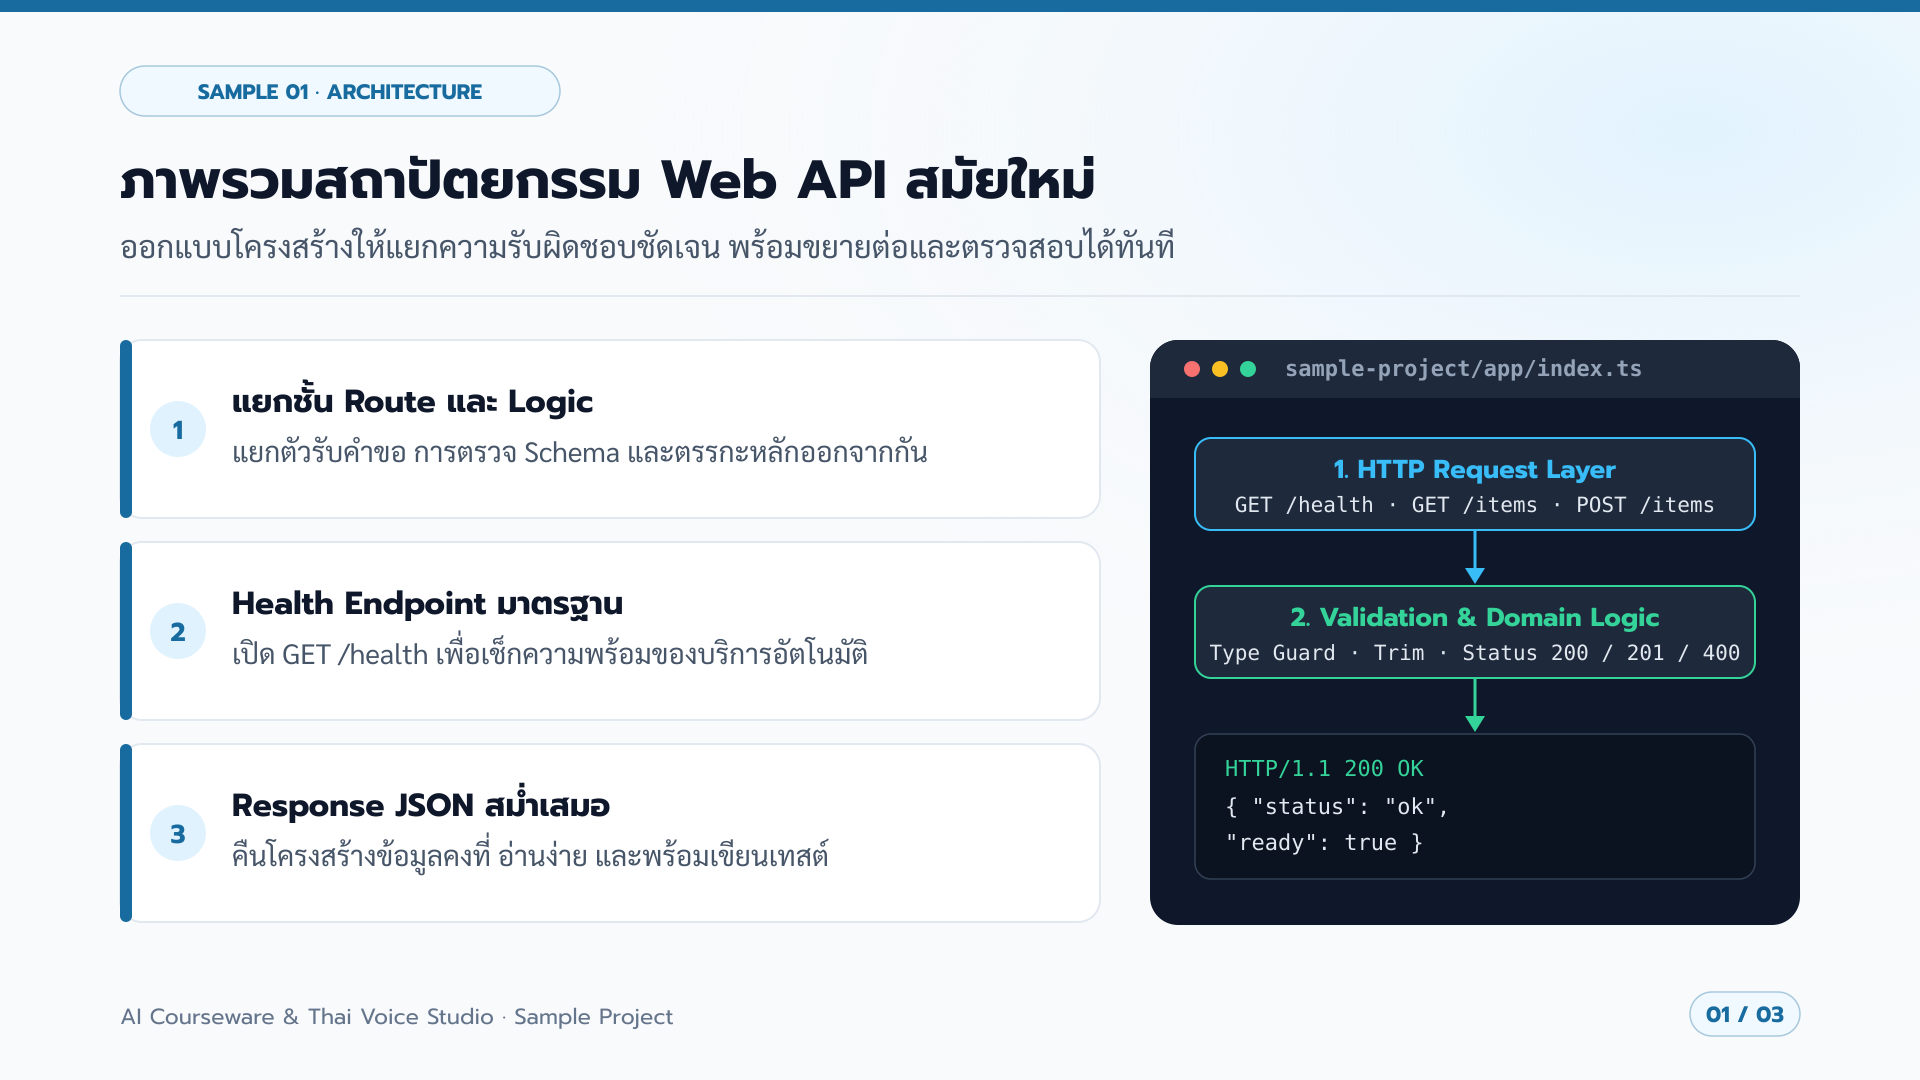 SAMPLE 01 · ARCHITECTURE
ภาพรวมสถาปัตยกรรม Web API สมัยใหม่
ออกแบบโครงสร้างให้แยกความรับผิดชอบชัดเจน พร้อมขยายต่อและตรวจสอบได้ทันที
1
แยกชั้น Route และ Logic
แยกตัวรับคำขอ การตรวจ Schema และตรรกะหลักออกจากกัน
2
Health Endpoint มาตรฐาน
เปิด GET /health เพื่อเช็กความพร้อมของบริการอัตโนมัติ
3
Response JSON สม่ำเสมอ
คืนโครงสร้างข้อมูลคงที่ อ่านง่าย และพร้อมเขียนเทสต์
sample-project/app/index.ts
1. HTTP Request Layer
GET /health · GET /items · POST /items
2. Validation & Domain Logic
Type Guard · Trim · Status 200 / 201 / 400
HTTP/1.1 200 OK
{ "status": "ok",
"ready": true }
AI Courseware & Thai Voice Studio · Sample Project
01 / 03